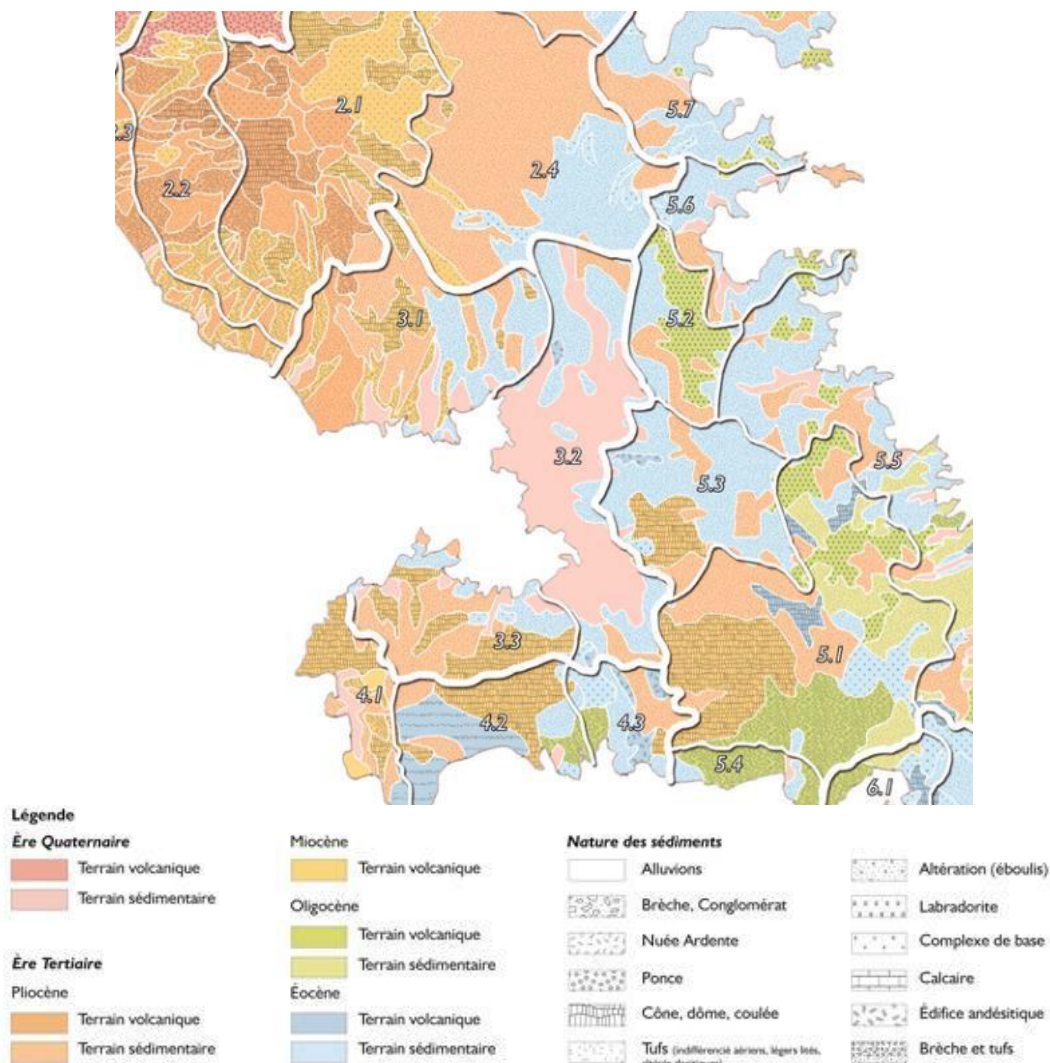 2.1
5.7
2.3
2.2
2.4
5.6
3.1
5.2
3.2
5.3
5.5
3.3
5.1
4.1
4.2
4.3
5.4
6.1
Légende
Ère Quaternaire
Terrain volcanique
Terrain sédimentaire
Ère Tertiaire
Pliocène
Terrain volcanique
Terrain sédimentaire
Miocène
Terrain volcanique
Oligocène
Terrain volcanique
Terrain sédimentaire
Éocène
Terrain volcanique
Terrain sédimentaire
Nature des sédiments
Alluvions
Brèche, Conglomérat
Nuée Ardente
Ponce
Cône, dôme, coulée
Tufs (indifférencié aériens, légers lités,
Altération (éboulis)
Labradorite
Complexe de base
Calcaire
Édifice andésitique
Brèche et tufs